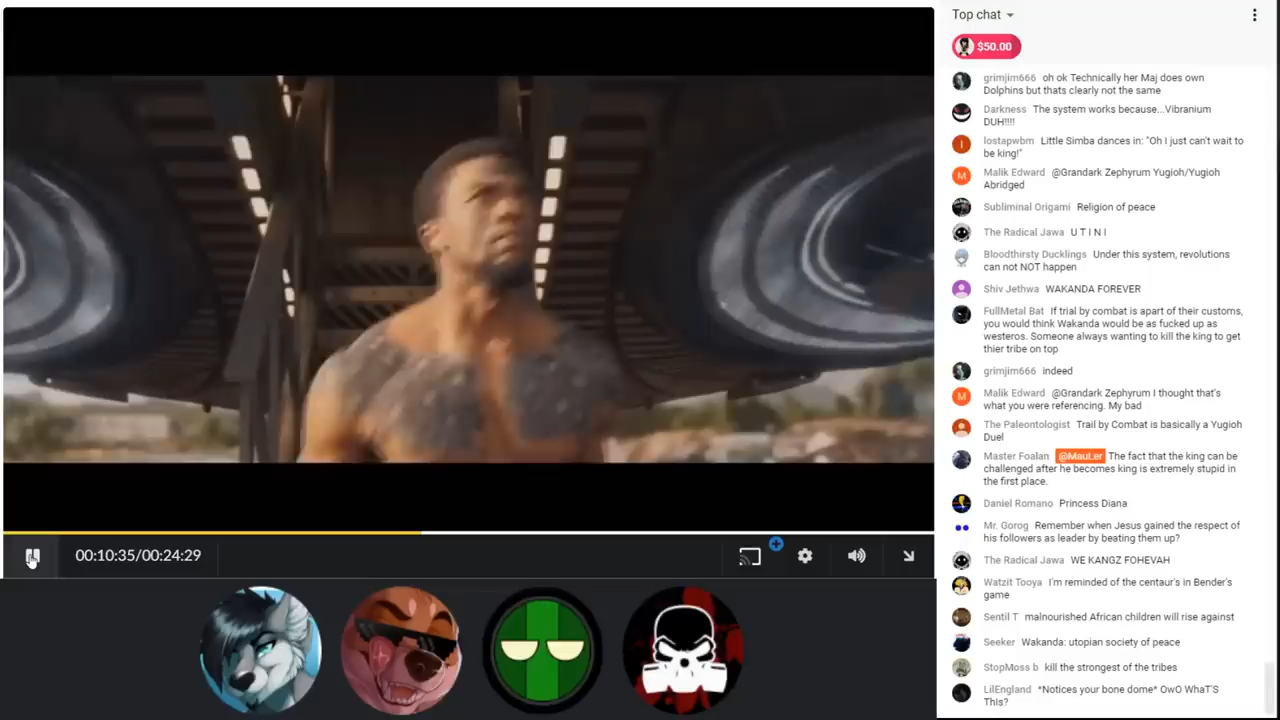 Top chat
$50.00
grimjim666 oh ok Technically her Maj does own
Dolphins but thats clearly not the same
Darkness The system works because...Vibranium
DUH!!!!
lostapwbm Little Simba dances in: "Oh I just can't wait to
be king!"
Malik Edward @Grandark Zephyrum Yugioh/Yugioh
Abridged
Subliminal Origami Religion of peace
The Radical Jawa U T I N I
Bloodthirsty Ducklings Under this system, revolutions
can not NOT happen
Shiv Jethwa WAKANDA FOREVER
FullMetal Bat If trial by combat is apart of their customs,
you would think Wakanda would be as fucked up as
westeros. Someone always wanting to kill the king to get
thier tribe on top
grimjim666 indeed
Malik Edward @Grandark Zephyrum I thought that's
what you were referencing. My bad
The Paleontologist Trail by Combat is basically a Yugioh
Duel
Master Foalan @MauLer The fact that the king can be
challenged after he becomes king is extremely stupid in
the first place.
Daniel Romano Princess Diana
Mr. Gorog Remember when Jesus gained the respect of
his followers as leader by beating them up?
The Radical Jawa WE KANGZ FOHEVAH
Watzit Tooya I'm reminded of the centaur's in Bender's
game
Sentil T malnourished African children will rise against
Seeker Wakanda: utopian society of peace
StopMoss b kill the strongest of the tribes
LilEngland *Notices your bone dome* OwO WhaT'S
This?
00:10:35/00:24:29